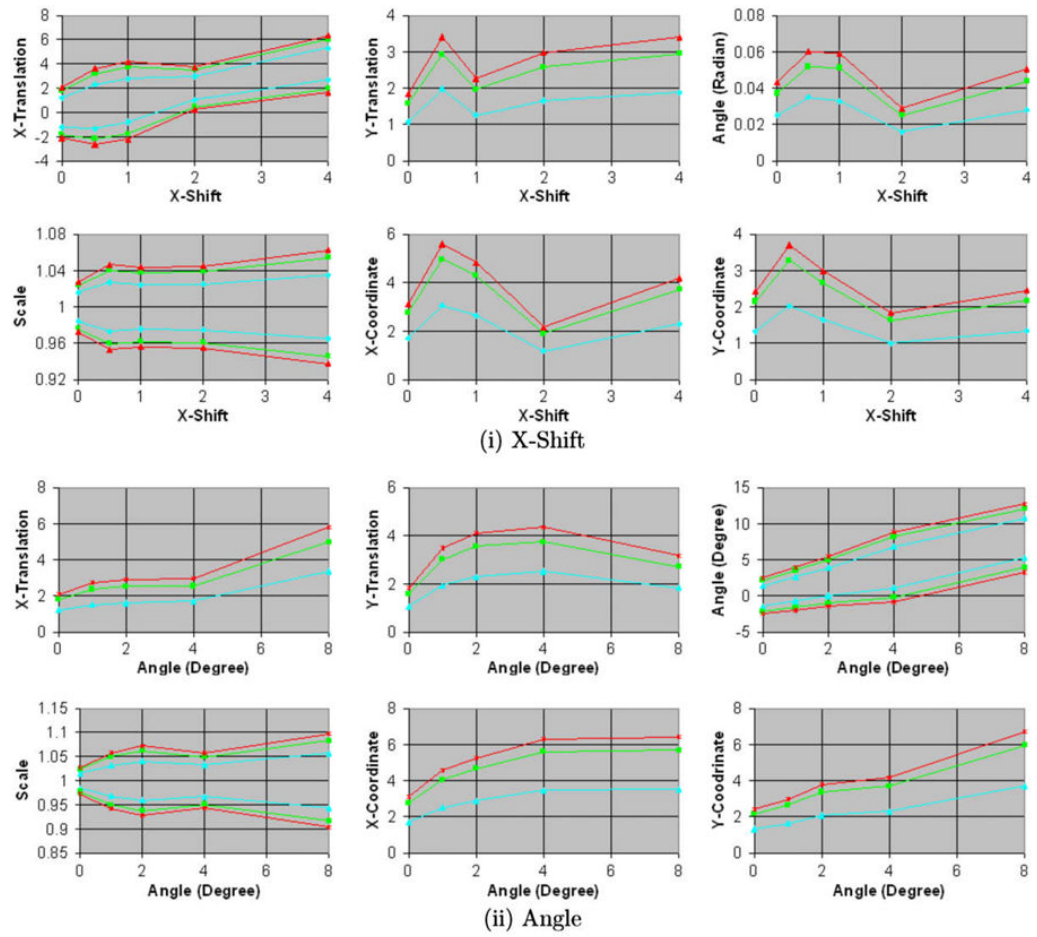 X-Translation
8
6
4
2
0
-2
-4
0 1 2 3 4
X-Shift
Y-Translation
4
3
2
1
0
0 1 2 3 4
X-Shift
Angle (Radian)
0.08
0.06
0.04
0.02
0
0 1 2 3 4
X-Shift
Scale
1.08
1.04
1
0.96
0.92
0 1 2 3 4
X-Shift
X-Coordinate
6
4
2
0
0 1 2 3 4
X-Shift
Y-Coordinate
4
3
2
1
0
0 1 2 3 4
X-Shift
(i) X-Shift
X-Translation
8
6
4
2
0
0 2 4 6 8
Angle (Degree)
Y-Translation
6
4
2
0
0 2 4 6 8
Angle (Degree)
Angle (Degree)
15
10
5
0
-5
0 2 4 6 8
Angle (Degree)
Scale
1.15
1.1
1.05
1
0.95
0.9
0.85
0 2 4 6 8
Angle (Degree)
X-Coordinate
8
6
4
2
0
0 2 4 6 8
Angle (Degree)
Y-Coodrinate
8
6
4
2
0
0 2 4 6 8
Angle (Degree)
(ii) Angle